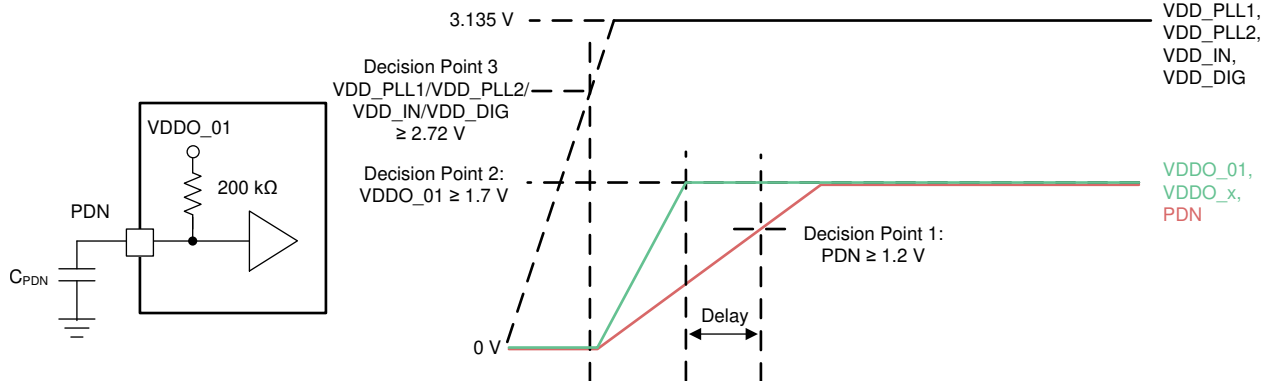 VDDO_01
200 kΩ
PDN
CPDN
3.135 V
Decision Point 3
VDD_PLL1/VDD_PLL2/
VDD_IN/VDD_DIG
≥ 2.72 V
Decision Point 2:
VDDO_01 ≥ 1.7 V
0 V
Delay
Decision Point 1:
PDN ≥ 1.2 V
VDD_PLL1,
VDD_PLL2,
VDD_IN,
VDD_DIG
VDDO_01,
VDDO_x,
PDN